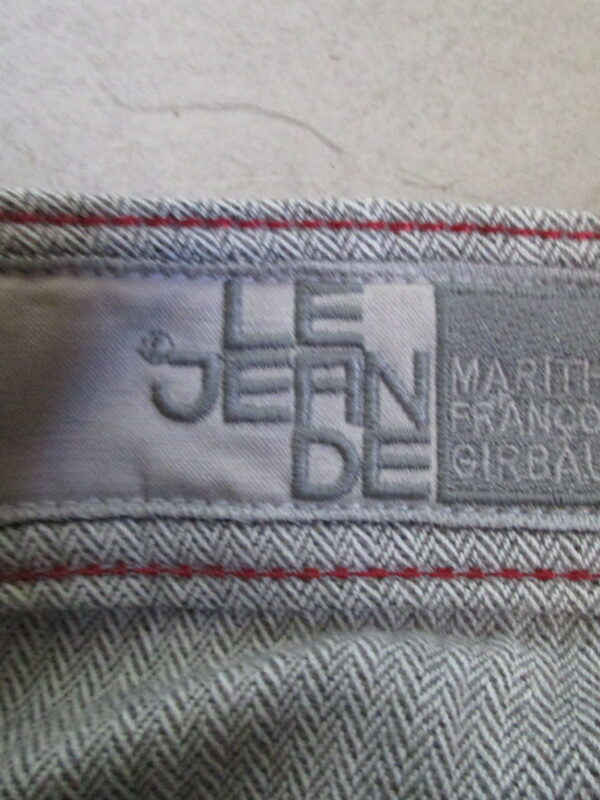 LE
JEAN
DE
MARITH
FRANÇO
GIRBAU